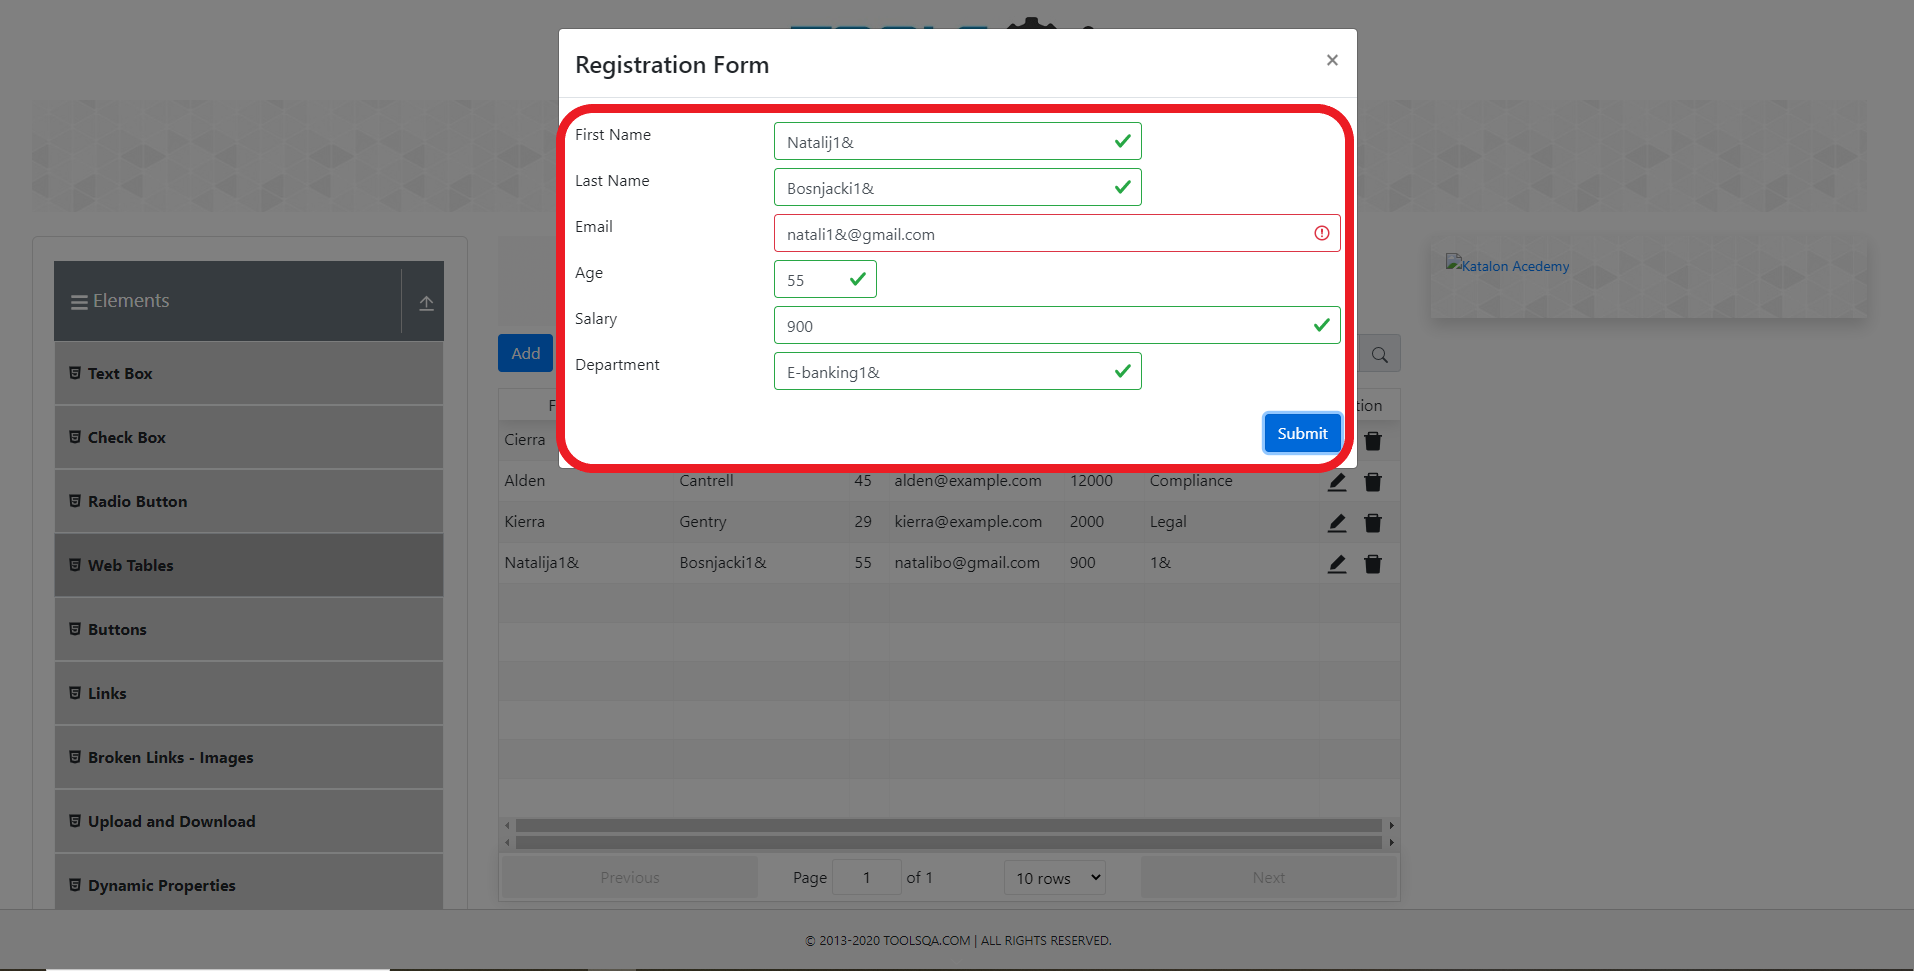 Registration Form
×
First Name
Natalij1&
Last Name
Bosnjacki1&
Email
natali1&@gmail.com
Age
55
Salary
900
Department
E-banking1&
Submit
Elements
Text Box
Check Box
Radio Button
Web Tables
Buttons
Links
Broken Links - Images
Upload and Download
Dynamic Properties
Add
F tion
Cierra
Alden Cantrell 45 alden@example.com 12000 Compliance
Kierra Gentry 29 kierra@example.com 2000 Legal
Natalija1& Bosnjacki1& 55 natalibo@gmail.com 900 1&
Previous Page 1 of 1 10 rows Next
Katalon Acedemy
© 2013-2020 TOOLSQA.COM | ALL RIGHTS RESERVED.